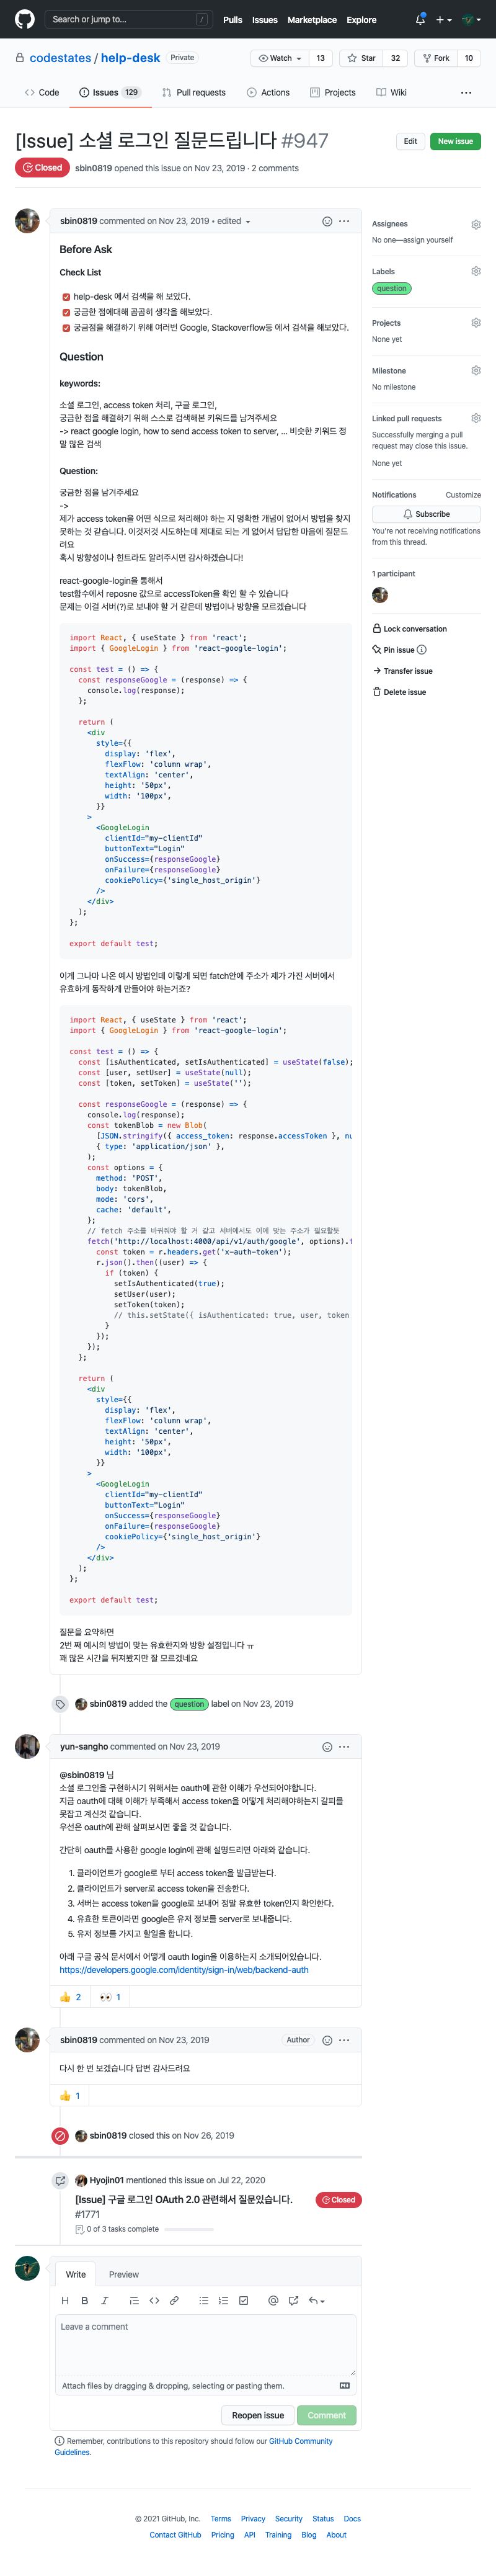 Search or jump to...
/
Pulls Issues Marketplace Explore
codestates / help-desk Private
Watch 13 Star 32 Fork 10
Code Issues 129 Pull requests Actions Projects Wiki
[Issue] 소셜 로그인 질문드립니다 #947
Edit New issue
Closed sbin0819 opened this issue on Nov 23, 2019 · 2 comments
sbin0819 commented on Nov 23, 2019 • edited
Before Ask
Check List
help-desk 에서 검색을 해 보았다.
궁금한 점에대해 곰곰히 생각을 해보았다.
궁금점을 해결하기 위해 여러번 Google, Stackoverflow등 에서 검색을 해보았다.
Question
keywords:
소셜 로그인, access token 처리, 구글 로그인,
궁금한 점을 해결하기 위해 스스로 검색해본 키워드를 남겨주세요
-> react google login, how to send access token to server, ... 비슷한 키워드 정
말 많은 검색
Question:
궁금한 점을 남겨주세요
->
제가 access token을 어떤 식으로 처리해야 하는 지 명확한 개념이 없어서 방법을 찾지
못하는 것 같습니다. 이것저것 시도하는데 제대로 되는 게 없어서 답답한 마음에 질문드
려요
혹시 방향성이나 힌트라도 알려주시면 감사하겠습니다!
react-google-login을 통해서
test함수에서 reponse 값으로 accessToken을 확인 할 수 있습니다
문제는 이걸 서버(?)로 보내야 할 거 같은데 방법이나 방향을 모르겠습니다
import React, { useState } from 'react';
import { GoogleLogin } from 'react-google-login';
const test = () => {
const responseGoogle = (response) => {
console.log(response);
};
return (
<div
style={{
display: 'flex',
flexFlow: 'column wrap',
textAlign: 'center',
height: '50px',
width: '100px',
}}
>
<GoogleLogin
clientId="my-clientId"
buttonText="Login"
onSuccess={responseGoogle}
onFailure={responseGoogle}
cookiePolicy={'single_host_origin'}
/>
</div>
);
};
export default test;
이게 그나마 나온 예시 방법인데 이렇게 되면 fatch안에 주소가 제가 가진 서버에서
유효하게 동작하게 만들어야 하는거죠?
import React, { useState } from 'react';
import { GoogleLogin } from 'react-google-login';
const test = () => {
const [isAuthenticated, setIsAuthenticated] = useState(false);
const [user, setUser] = useState(null);
const [token, setToken] = useState('');
const responseGoogle = (response) => {
console.log(response);
const tokenBlob = new Blob(
[JSON.stringify({ access_token: response.accessToken }, nu
{ type: 'application/json' },
);
const options = {
method: 'POST',
body: tokenBlob,
mode: 'cors',
cache: 'default',
};
// fetch 주소를 바꿔줘야 할 거 같고 서버에서도 이에 맞는 주소가 필요할듯
fetch('http://localhost:4000/api/v1/auth/google', options).t
const token = r.headers.get('x-auth-token');
r.json().then((user) => {
if (token) {
setIsAuthenticated(true);
setUser(user);
setToken(token);
// this.setState({ isAuthenticated: true, user, token
}
});
});
};
return (
<div
style={{
display: 'flex',
flexFlow: 'column wrap',
textAlign: 'center',
height: '50px',
width: '100px',
}}
>
<GoogleLogin
clientId="my-clientId"
buttonText="Login"
onSuccess={responseGoogle}
onFailure={responseGoogle}
cookiePolicy={'single_host_origin'}
/>
</div>
);
};
export default test;
질문을 요약하면
2번 째 예시의 방법이 맞는 유효한지와 방향 설정입니다 ㅠ
꽤 많은 시간을 뒤져봤지만 잘 모르겠네요
sbin0819 added the question label on Nov 23, 2019
yun-sangho commented on Nov 23, 2019
@sbin0819 님
소셜 로그인을 구현하시기 위해서는 oauth에 관한 이해가 우선되어야합니다.
지금 oauth에 대해 이해가 부족해서 access token을 어떻게 처리해야하는지 갈피를
못잡고 계신것 같습니다.
우선은 oauth에 관해 살펴보시면 좋을 것 같습니다.
간단히 oauth를 사용한 google login에 관해 설명드리면 아래와 같습니다.
1. 클라이언트가 google로 부터 access token을 발급받는다.
2. 클라이언트가 server로 access token을 전송한다.
3. 서버는 access token을 google로 보내어 정말 유효한 token인지 확인한다.
4. 유효한 토큰이라면 google은 유저 정보를 server로 보내줍니다.
5. 유저 정보를 가지고 할일을 합니다.
아래 구글 공식 문서에서 어떻게 oauth login을 이용하는지 소개되어있습니다.
https://developers.google.com/identity/sign-in/web/backend-auth
2 1
sbin0819 commented on Nov 23, 2019 Author
다시 한 번 보겠습니다 답변 감사드려요
1
sbin0819 closed this on Nov 26, 2019
Hyojin01 mentioned this issue on Jul 22, 2020
[Issue] 구글 로그인 OAuth 2.0 관련해서 질문있습니다. Closed
#1771
0 of 3 tasks complete
Write Preview
Leave a comment
Attach files by dragging & dropping, selecting or pasting them.
Reopen issue Comment
Remember, contributions to this repository should follow our GitHub Community
Guidelines.
Assignees
No one—assign yourself
Labels
question
Projects
None yet
Milestone
No milestone
Linked pull requests
Successfully merging a pull
request may close this issue.
None yet
Notifications Customize
Subscribe
You're not receiving notifications
from this thread.
1 participant
Lock conversation
Pin issue
Transfer issue
Delete issue
© 2021 GitHub, Inc. Terms Privacy Security Status Docs
Contact GitHub Pricing API Training Blog About